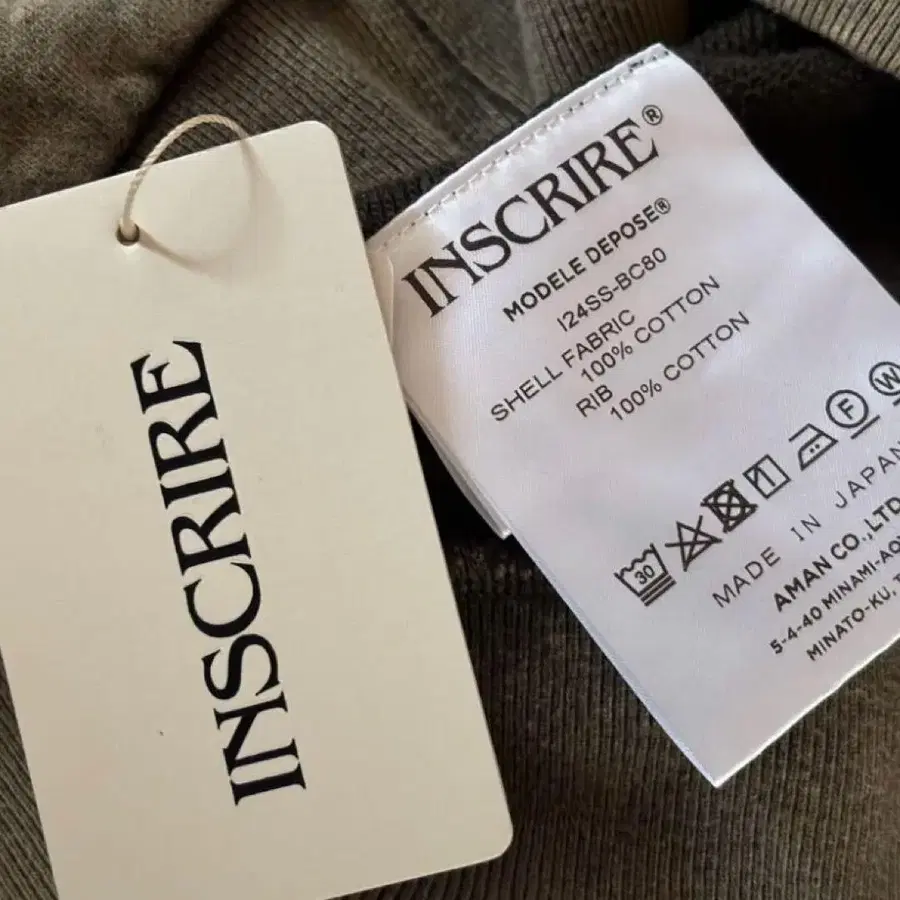 INSCRIRE
INSCRIRE®
MODELE DEPOSE®
I24SS-BC80
SHELL FABRIC
100% COTTON
RIB
100% COTTON
30
F
W
MADE IN JAPAN
AMAN CO.,LTD
5-4-40 MINAMI-AO
MINATO-KU,